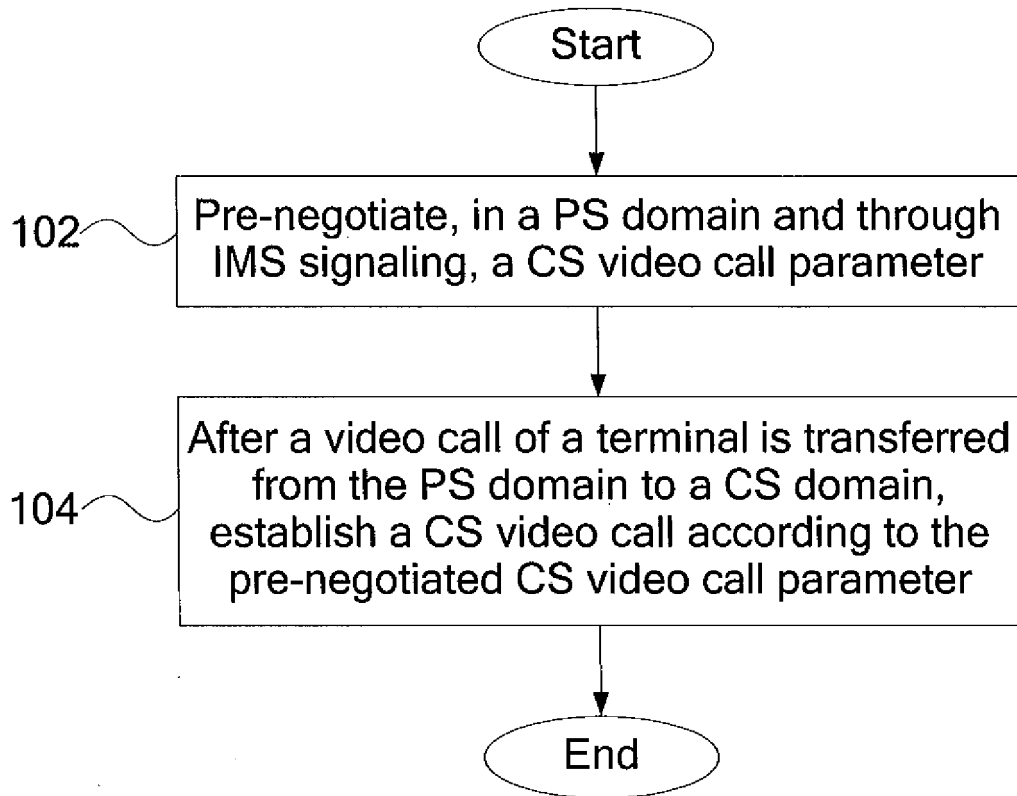 Start
102
Pre-negotiate, in a PS domain and through
IMS signaling, a CS video call parameter
104
After a video call of a terminal is transferred
from the PS domain to a CS domain,
establish a CS video call according to the
pre-negotiated CS video call parameter
End